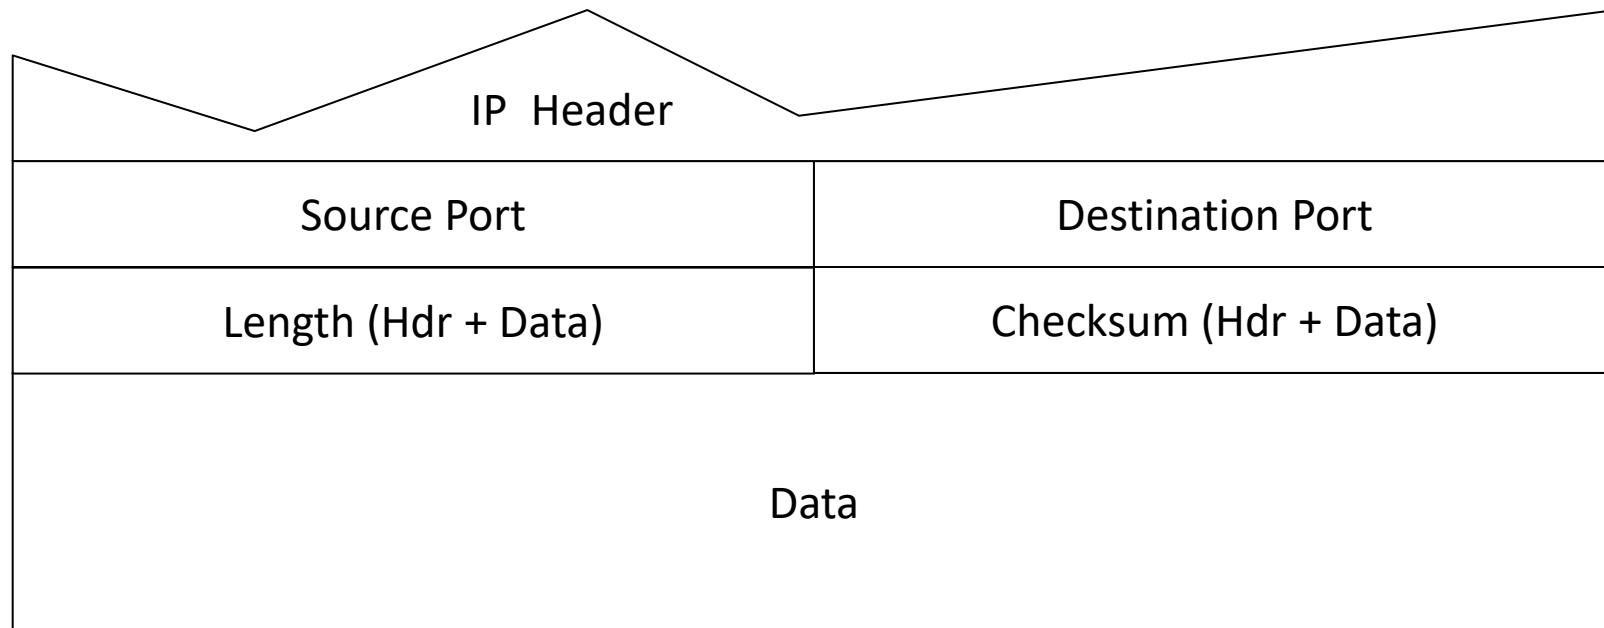 IP Header
Source Port
Destination Port
Length (Hdr + Data)
Checksum (Hdr + Data)
Data